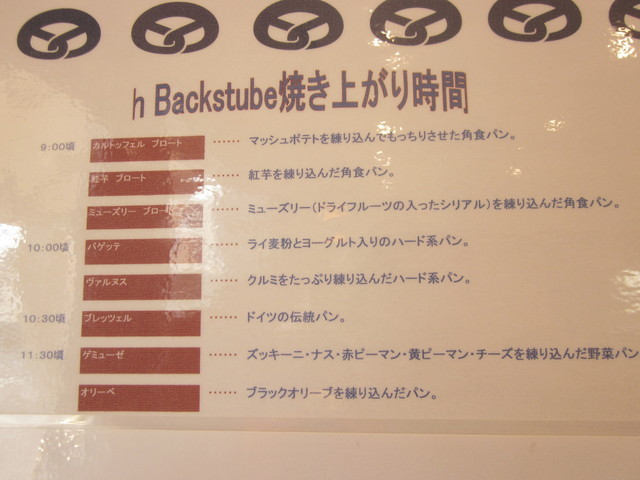 h Backstube焼き上がり時間
9:00頃 カルトッフェル ブロート …… マッシュポテトを練り込んでもっちりさせた角食パン。
紅芋 ブロート …… 紅芋を練り込んだ角食パン。
ミューズリー ブロート …… ミューズリー(ドライフルーツの入ったシリアル)を練り込んだ角食パン。
10:00頃 バゲッテ …… ライ麦粉とヨーグルト入りのハード系パン。
ヴァルヌス …… クルミをたっぷり練り込んだハード系パン。
10:30頃 ブレッツェル …… ドイツの伝統パン。
11:30頃 ゲミューゼ …… ズッキーニ・ナス・赤ピーマン・黄ピーマン・チーズを練り込んだ野菜パン
オリーベ …… ブラックオリーブを練り込んだパン。